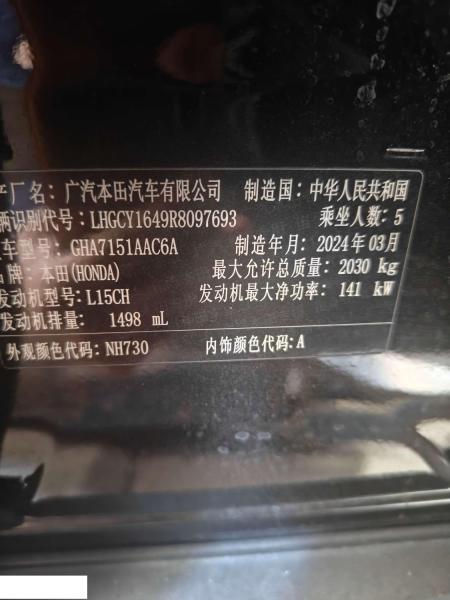 产厂名：广汽本田汽车有限公司 制造国：中华人民共和国
辆识别代号：LHGCY1649R8097693 乘坐人数：5
车型号：GHA7151AAC6A 制造年月：2024年03月
品牌：本田(HONDA) 最大允许总质量：2030 kg
发动机型号：L15CH 发动机最大净功率：141 kW
发动机排量：1498 mL
外观颜色代码：NH730 内饰颜色代码：A